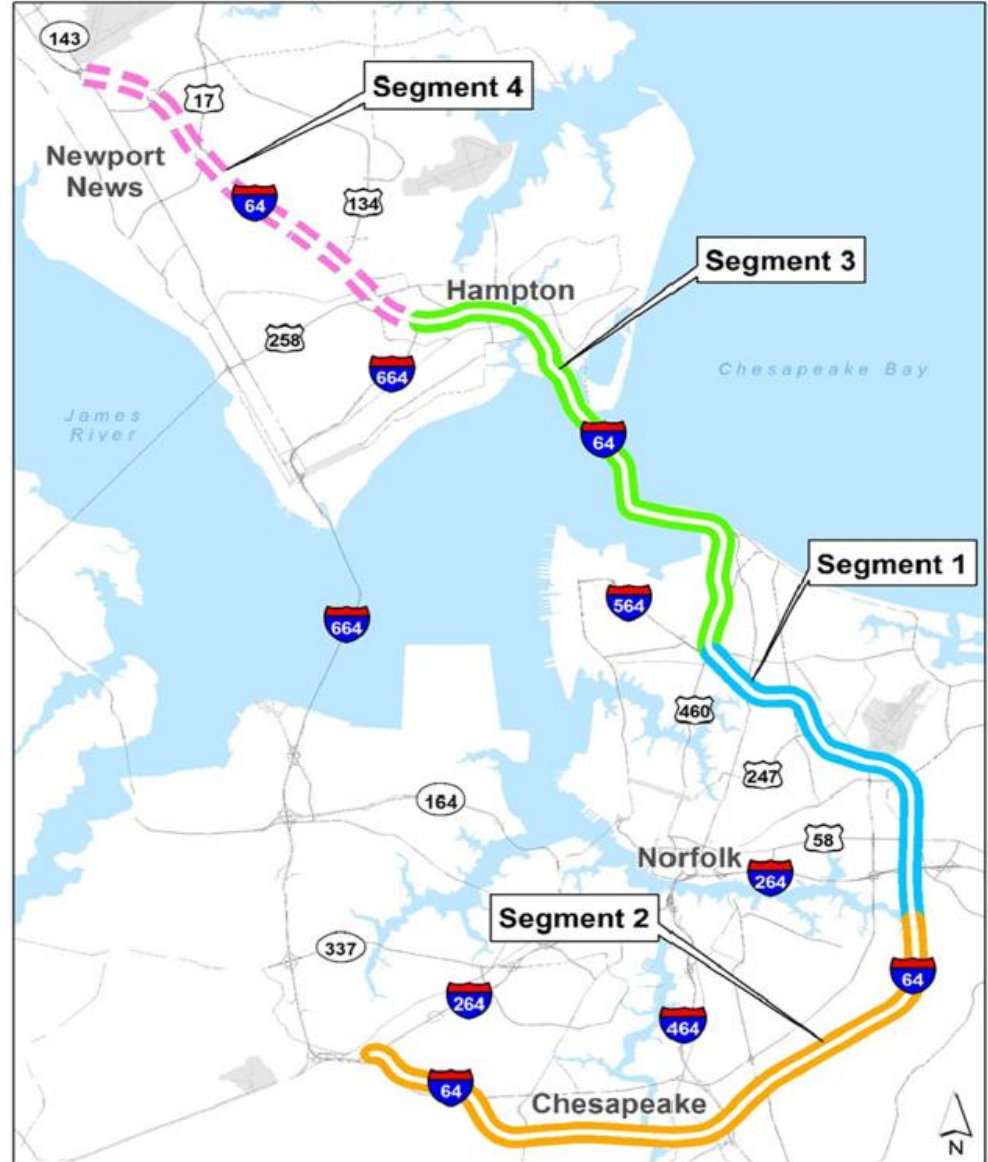 143
17
Segment 4
Newport
News
64
134
Segment 3
Hampton
258
664
Chesapeake Bay
James
River
64
Segment 1
564
664
460
247
164
58
Norfolk
264
Segment 2
337
64
264
464
64
Chesapeake
N